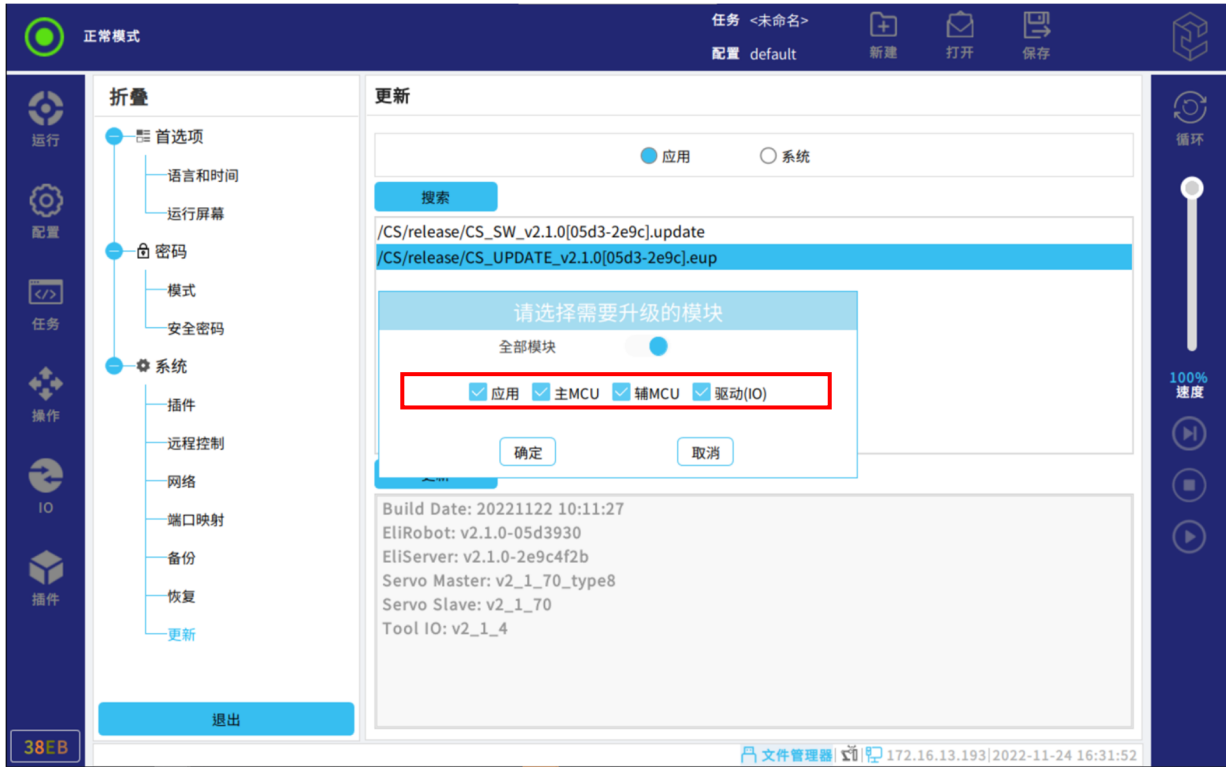 正常模式
任务 <未命名>
配置 default
新建
打开
保存
运行
配置
任务
操作
IO
插件
38EB
折叠
首选项
语言和时间
运行屏幕
密码
模式
安全密码
系统
插件
远程控制
网络
端口映射
备份
恢复
更新
退出
更新
应用 系统
搜索
/CS/release/CS_SW_v2.1.0[05d3-2e9c].update
/CS/release/CS_UPDATE_v2.1.0[05d3-2e9c].eup
请选择需要升级的模块
全部模块
应用 主MCU 辅MCU 驱动(IO)
确定 取消
Build Date: 20221122 10:11:27
EliRobot: v2.1.0-05d3930
EliServer: v2.1.0-2e9c4f2b
Servo Master: v2_1_70_type8
Servo Slave: v2_1_70
Tool IO: v2_1_4
文件管理器 172.16.13.193 2022-11-24 16:31:52
循环
100%
速度